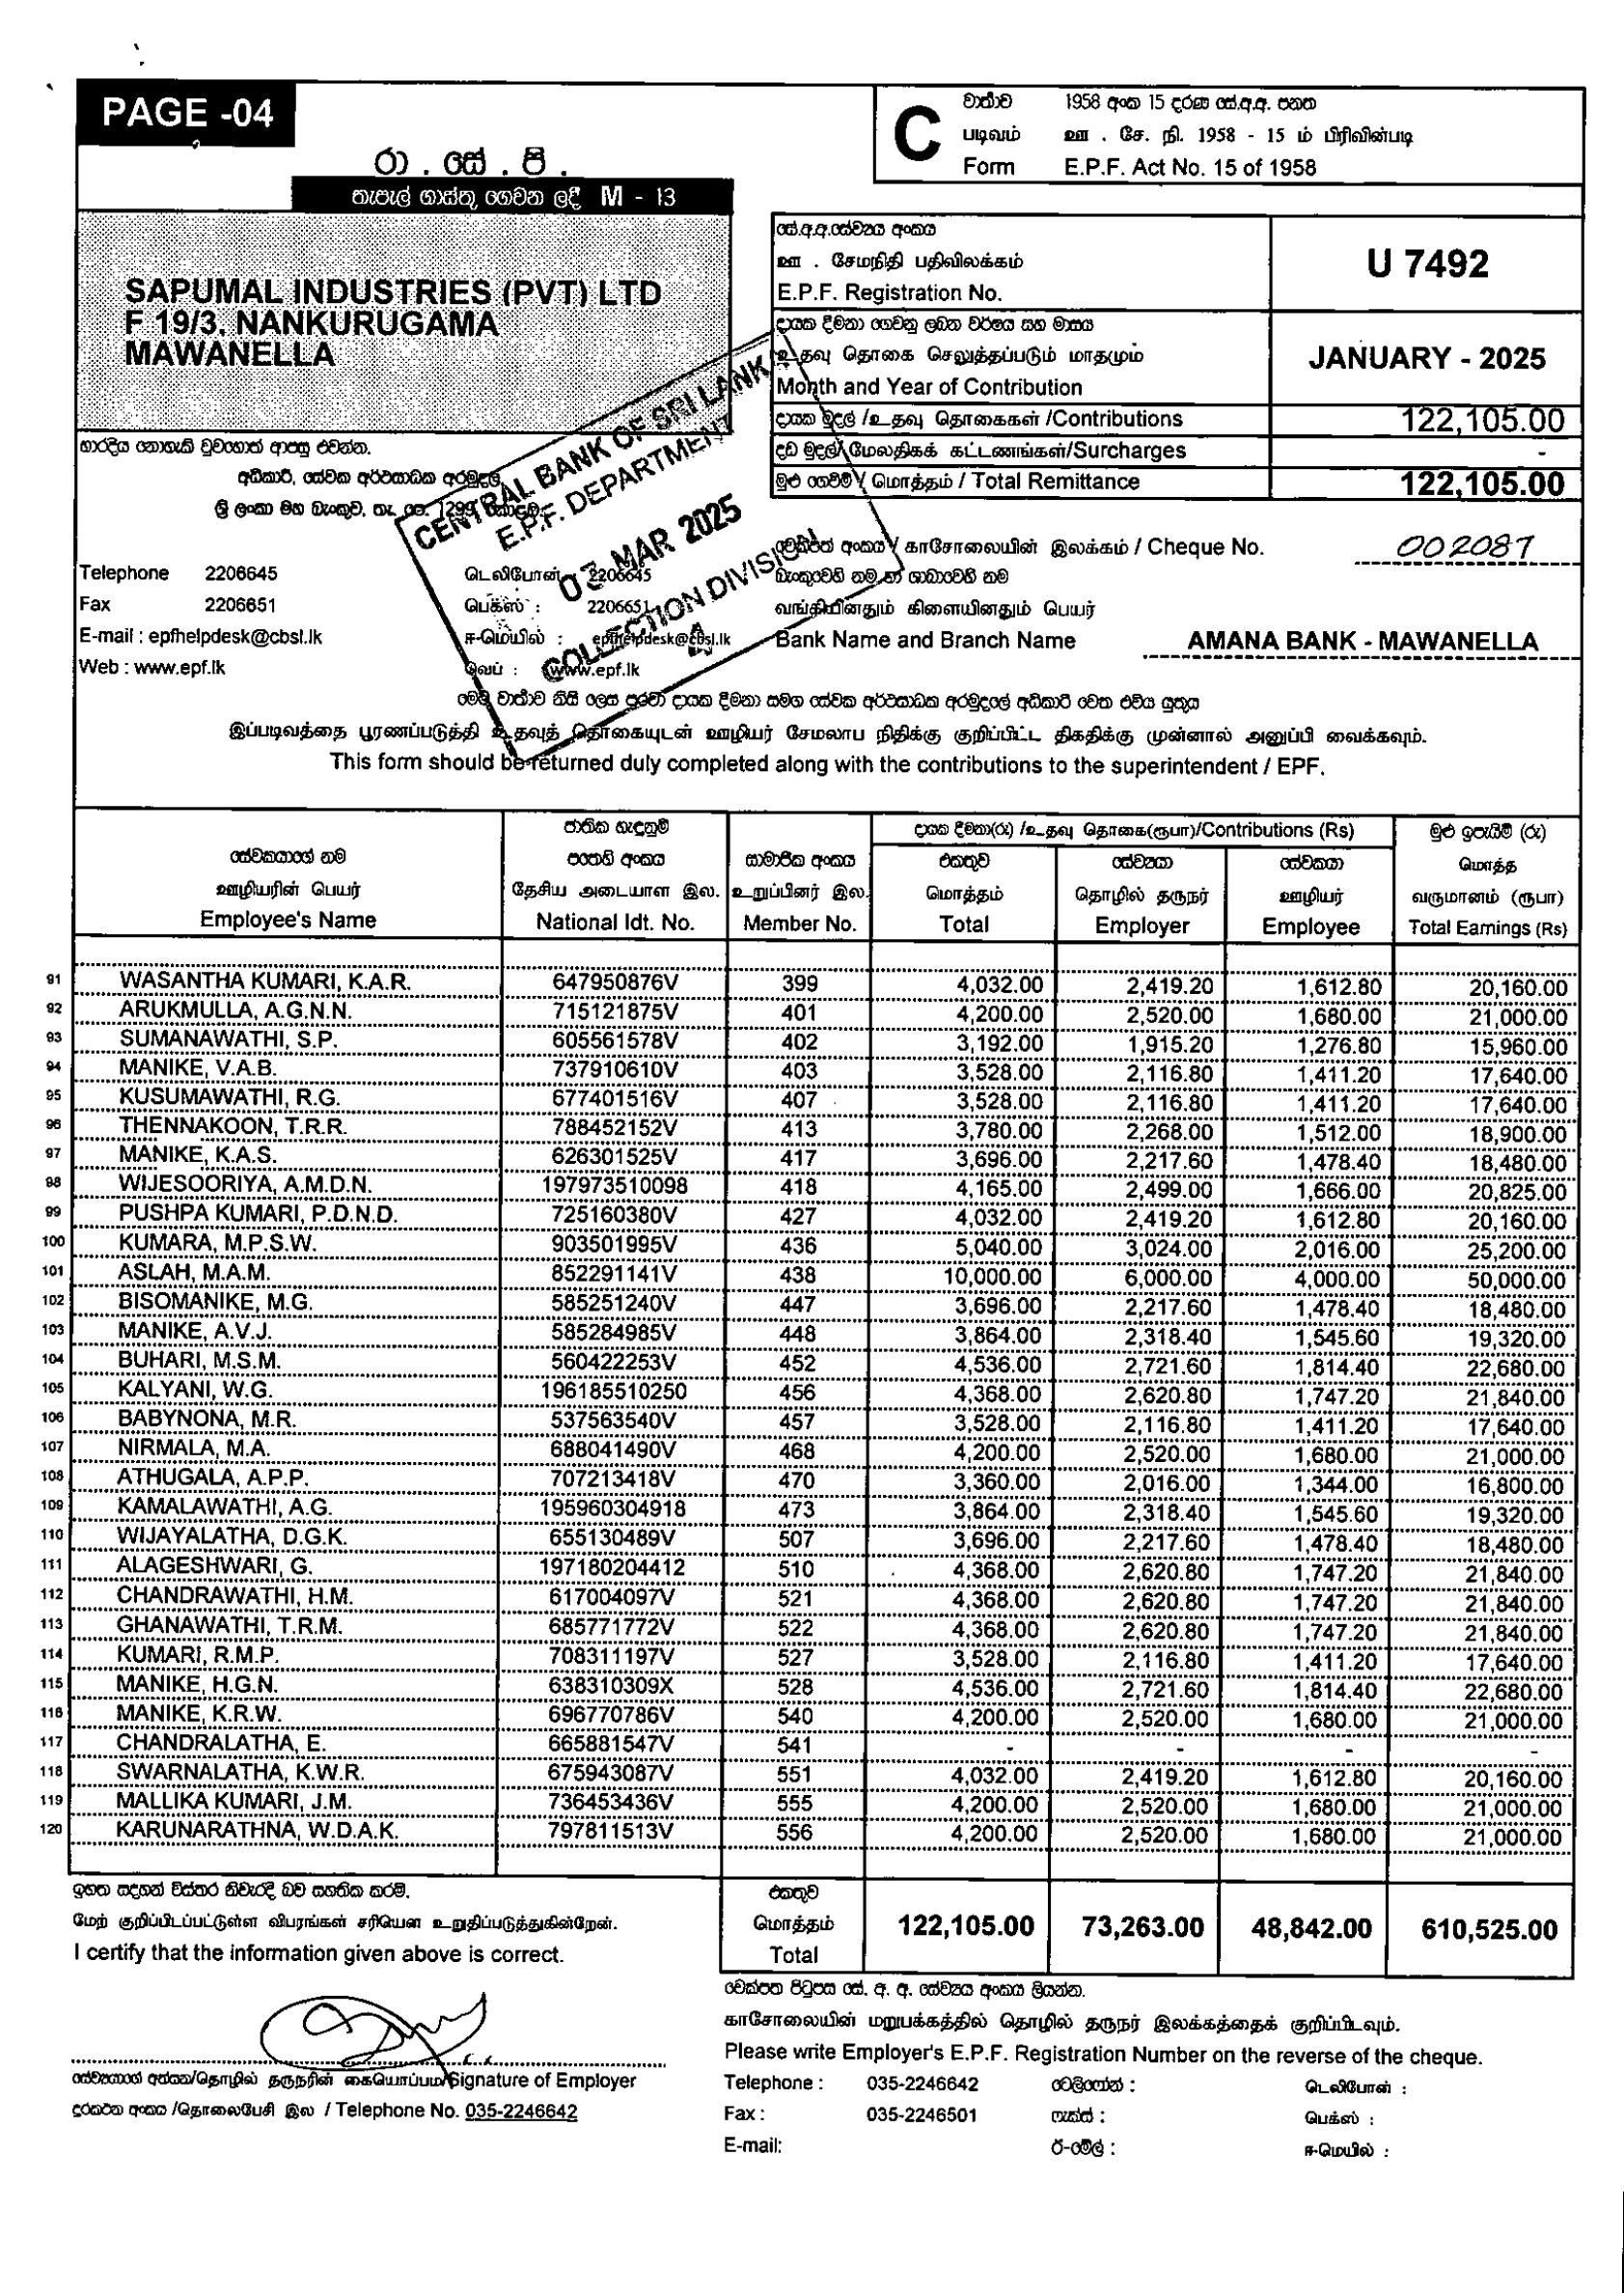 PAGE -04
රා . සේ . පි .
තැපැල් ගාස්තු ගෙවන ලදී M - 13
C
වාර්තාව 1958 අංක 15 දරණ සේ.අ.අ. පනත
படிவம் ஊ . சே. நி. 1958 - 15 ம் பிரிவின்படி
Form E.P.F. Act No. 15 of 1958
SAPUMAL INDUSTRIES (PVT) LTD
F 19/3, NANKURUGAMA
MAWANELLA
සේ.අ.අ.සේව්‍යය අංකය
ஊ . சேமநிதி பதிவிலக்கம்
E.P.F. Registration No.
U 7492
දායක දීමනා ගෙවනු ලබන වර්ෂය සහ මාසය
உதவு தொகை செலுத்தப்படும் மாதமும்
Month and Year of Contribution
JANUARY - 2025
දායක මුදල් /உதவு தொகைகள் /Contributions 122,105.00
දඩ මුදල්/மேலதிகக் கட்டணங்கள்/Surcharges -
මුළු ගෙවීම් / மொத்தம் / Total Remittance 122,105.00
භාරදිය නොහැකි වුවහොත් ආපසු එවන්න.
අධිකාරී, සේවක අර්ථසාධක අරමුදල,
ශ්‍රී ලංකා මහ බැංකුව, තැ. පෙ. 1299, කොළඹ.
CENTRAL BANK OF SRI LANKA
E.P.F. DEPARTMENT
03 MAR 2025
COLLECTION DIVISION
චෙක්පත් අංකය / காசோலையின் இலக்கம் / Cheque No. 002087
Telephone 2206645 டெலிபோன் 2206645
බැංකුවෙහි නම හා ශාඛාවෙහි නම
Fax 2206651 பெக்ஸ் : 2206651
வங்கியினதும் கிளையினதும் பெயர்
E-mail : epfhelpdesk@cbsl.lk ஈ-மெயில் : epfhelpdesk@cbsl.lk
Bank Name and Branch Name AMANA BANK - MAWANELLA
Web : www.epf.lk வெப் : www.epf.lk
මෙම වාර්තාව නිසි ලෙස පුරවා දායක දීමනා සමග සේවක අර්ථසාධක අරමුදලේ අධිකාරී වෙත එවිය යුතුය
இப்படிவத்தை பூரணப்படுத்தி உதவுத் தொகையுடன் ஊழியர் சேமலாப நிதிக்கு குறிப்பிட்ட திகதிக்கு முன்னால் அனுப்பி வைக்கவும்.
This form should be returned duly completed along with the contributions to the superintendent / EPF.
සේවකයාගේ නම
ஊழியரின் பெயர்
Employee's Name
ජාතික හැඳුනුම්
පතෙහි අංකය
தேசிய அடையாள இல.
National Idt. No.
සාමාජික අංකය
உறுப்பினர் இல.
Member No.
දායක දීමනා(රු) /உதவு தொகை(ரூபா)/Contributions (Rs)
එකතුව
மொத்தம்
Total
සේව්‍යයා
தொழில் தருநர்
Employer
සේවකයා
ஊழியர்
Employee
මුළු ඉපැයීම් (රු)
மொத்த
வருமானம் (ரூபா)
Total Earnings (Rs)
91 WASANTHA KUMARI, K.A.R. 647950876V 399 4,032.00 2,419.20 1,612.80 20,160.00
92 ARUKMULLA, A.G.N.N. 715121875V 401 4,200.00 2,520.00 1,680.00 21,000.00
93 SUMANAWATHI, S.P. 605561578V 402 3,192.00 1,915.20 1,276.80 15,960.00
94 MANIKE, V.A.B. 737910610V 403 3,528.00 2,116.80 1,411.20 17,640.00
95 KUSUMAWATHI, R.G. 677401516V 407 3,528.00 2,116.80 1,411.20 17,640.00
96 THENNAKOON, T.R.R. 788452152V 413 3,780.00 2,268.00 1,512.00 18,900.00
97 MANIKE, K.A.S. 626301525V 417 3,696.00 2,217.60 1,478.40 18,480.00
98 WIJESOORIYA, A.M.D.N. 197973510098 418 4,165.00 2,499.00 1,666.00 20,825.00
99 PUSHPA KUMARI, P.D.N.D. 725160380V 427 4,032.00 2,419.20 1,612.80 20,160.00
100 KUMARA, M.P.S.W. 903501995V 436 5,040.00 3,024.00 2,016.00 25,200.00
101 ASLAH, M.A.M. 852291141V 438 10,000.00 6,000.00 4,000.00 50,000.00
102 BISOMANIKE, M.G. 585251240V 447 3,696.00 2,217.60 1,478.40 18,480.00
103 MANIKE, A.V.J. 585284985V 448 3,864.00 2,318.40 1,545.60 19,320.00
104 BUHARI, M.S.M. 560422253V 452 4,536.00 2,721.60 1,814.40 22,680.00
105 KALYANI, W.G. 196185510250 456 4,368.00 2,620.80 1,747.20 21,840.00
106 BABYNONA, M.R. 537563540V 457 3,528.00 2,116.80 1,411.20 17,640.00
107 NIRMALA, M.A. 688041490V 468 4,200.00 2,520.00 1,680.00 21,000.00
108 ATHUGALA, A.P.P. 707213418V 470 3,360.00 2,016.00 1,344.00 16,800.00
109 KAMALAWATHI, A.G. 195960304918 473 3,864.00 2,318.40 1,545.60 19,320.00
110 WIJAYALATHA, D.G.K. 655130489V 507 3,696.00 2,217.60 1,478.40 18,480.00
111 ALAGESHWARI, G. 197180204412 510 4,368.00 2,620.80 1,747.20 21,840.00
112 CHANDRAWATHI, H.M. 617004097V 521 4,368.00 2,620.80 1,747.20 21,840.00
113 GHANAWATHI, T.R.M. 685771772V 522 4,368.00 2,620.80 1,747.20 21,840.00
114 KUMARI, R.M.P. 708311197V 527 3,528.00 2,116.80 1,411.20 17,640.00
115 MANIKE, H.G.N. 638310309X 528 4,536.00 2,721.60 1,814.40 22,680.00
116 MANIKE, K.R.W. 696770786V 540 4,200.00 2,520.00 1,680.00 21,000.00
117 CHANDRALATHA, E. 665881547V 541 - - - -
118 SWARNALATHA, K.W.R. 675943087V 551 4,032.00 2,419.20 1,612.80 20,160.00
119 MALLIKA KUMARI, J.M. 736453436V 555 4,200.00 2,520.00 1,680.00 21,000.00
120 KARUNARATHNA, W.D.A.K. 797811513V 556 4,200.00 2,520.00 1,680.00 21,000.00
ඉහත සඳහන් විස්තර නිවැරදි බව සහතික කරමි.
மேற் குறிப்பிடப்பட்டுள்ள விபரங்கள் சரியென உறுதிப்படுத்துகின்றேன்.
I certify that the information given above is correct.
එකතුව
மொத்தம்
Total
122,105.00 73,263.00 48,842.00 610,525.00
චෙක්පත පිටුපස සේ. අ. අ. සේව්‍යය අංකය ලියන්න.
காசோலையின் மறுபக்கத்தில் தொழில் தருநர் இலக்கத்தைக் குறிப்பிடவும்.
Please write Employer's E.P.F. Registration Number on the reverse of the cheque.
සේව්‍යයාගේ අත්සන/தொழில் தருநரின் கையொப்பம்/Signature of Employer
දුරකථන අංකය /தொலைபேசி இல / Telephone No. 035-2246642
Telephone : 035-2246642 ටෙලිෆෝන් : டெலிபோன் :
Fax : 035-2246501 ෆැක්ස් : பெக்ஸ் :
E-mail: ඊ-මේල් : ஈ-மெயில் :